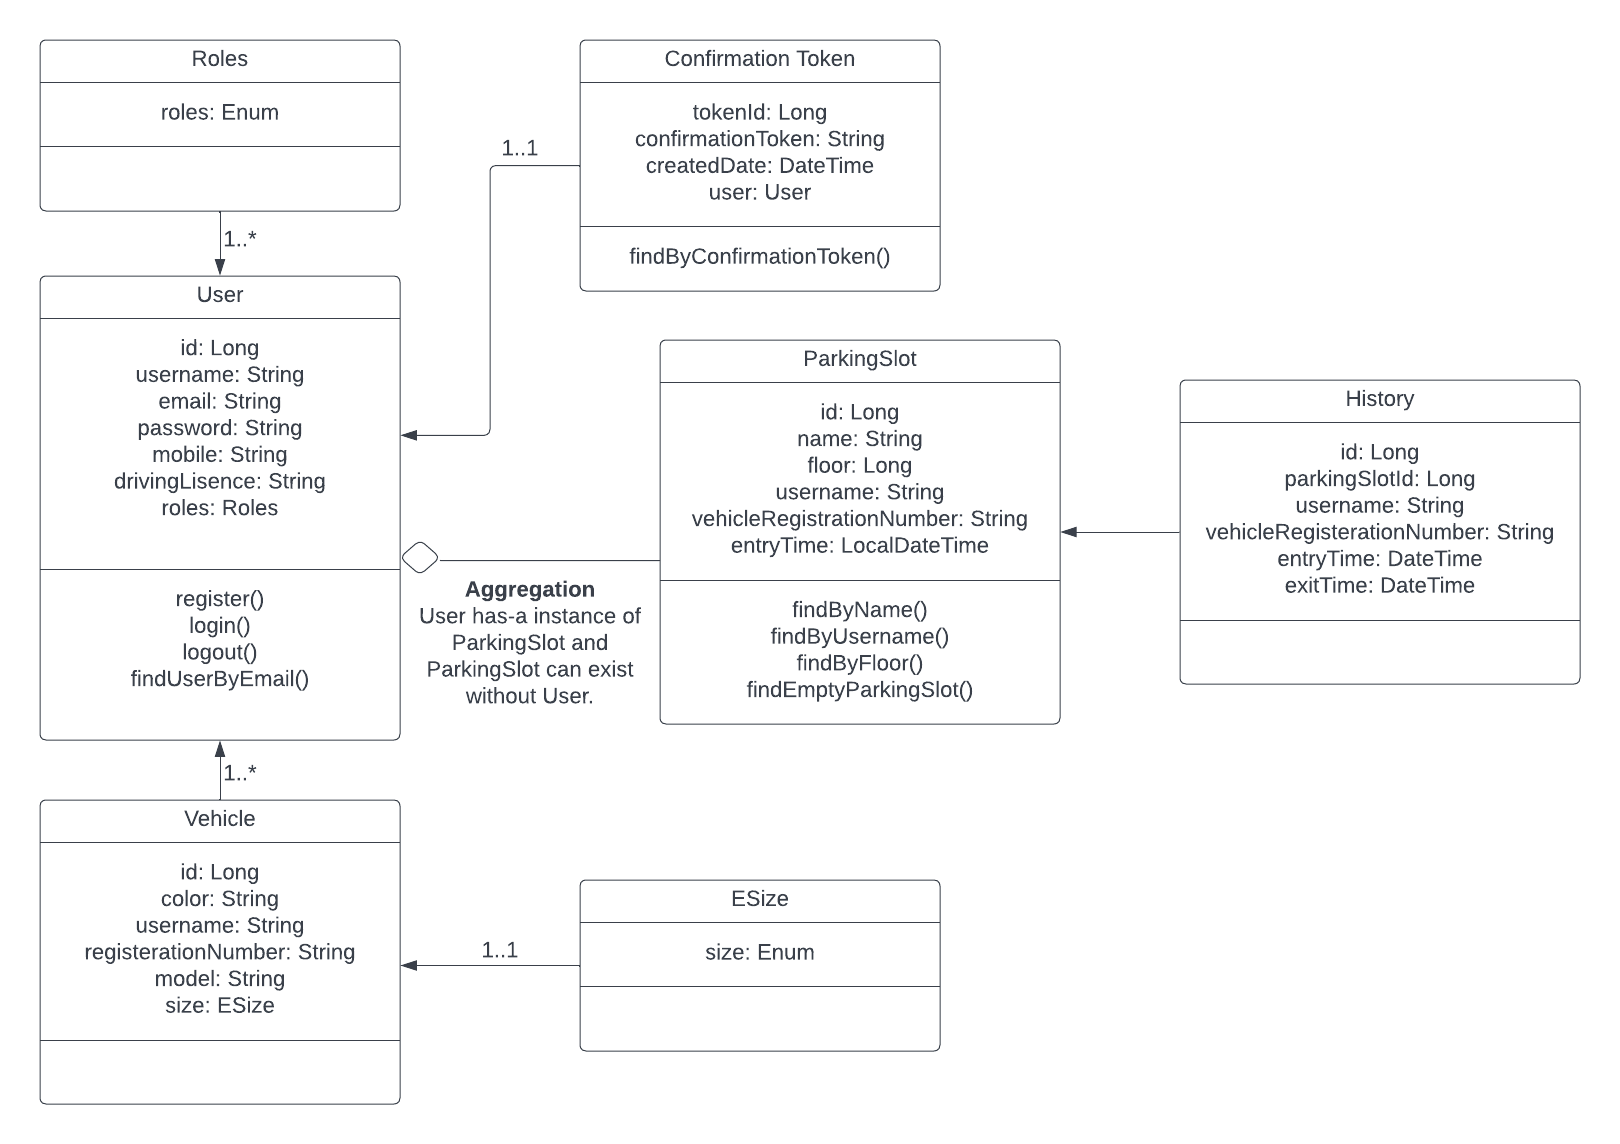 Roles
roles: Enum
1..*
User
id: Long
username: String
email: String
password: String
mobile: String
drivingLisence: String
roles: Roles
register()
login()
logout()
findUserByEmail()
1..*
Vehicle
id: Long
color: String
username: String
registerationNumber: String
model: String
size: ESize
Confirmation Token
tokenId: Long
confirmationToken: String
createdDate: DateTime
user: User
findByConfirmationToken()
1..1
Aggregation
User has-a instance of
ParkingSlot and
ParkingSlot can exist
without User.
ParkingSlot
id: Long
name: String
floor: Long
username: String
vehicleRegistrationNumber: String
entryTime: LocalDateTime
findByName()
findByUsername()
findByFloor()
findEmptyParkingSlot()
History
id: Long
parkingSlotId: Long
username: String
vehicleRegisterationNumber: String
entryTime: DateTime
exitTime: DateTime
1..1
ESize
size: Enum